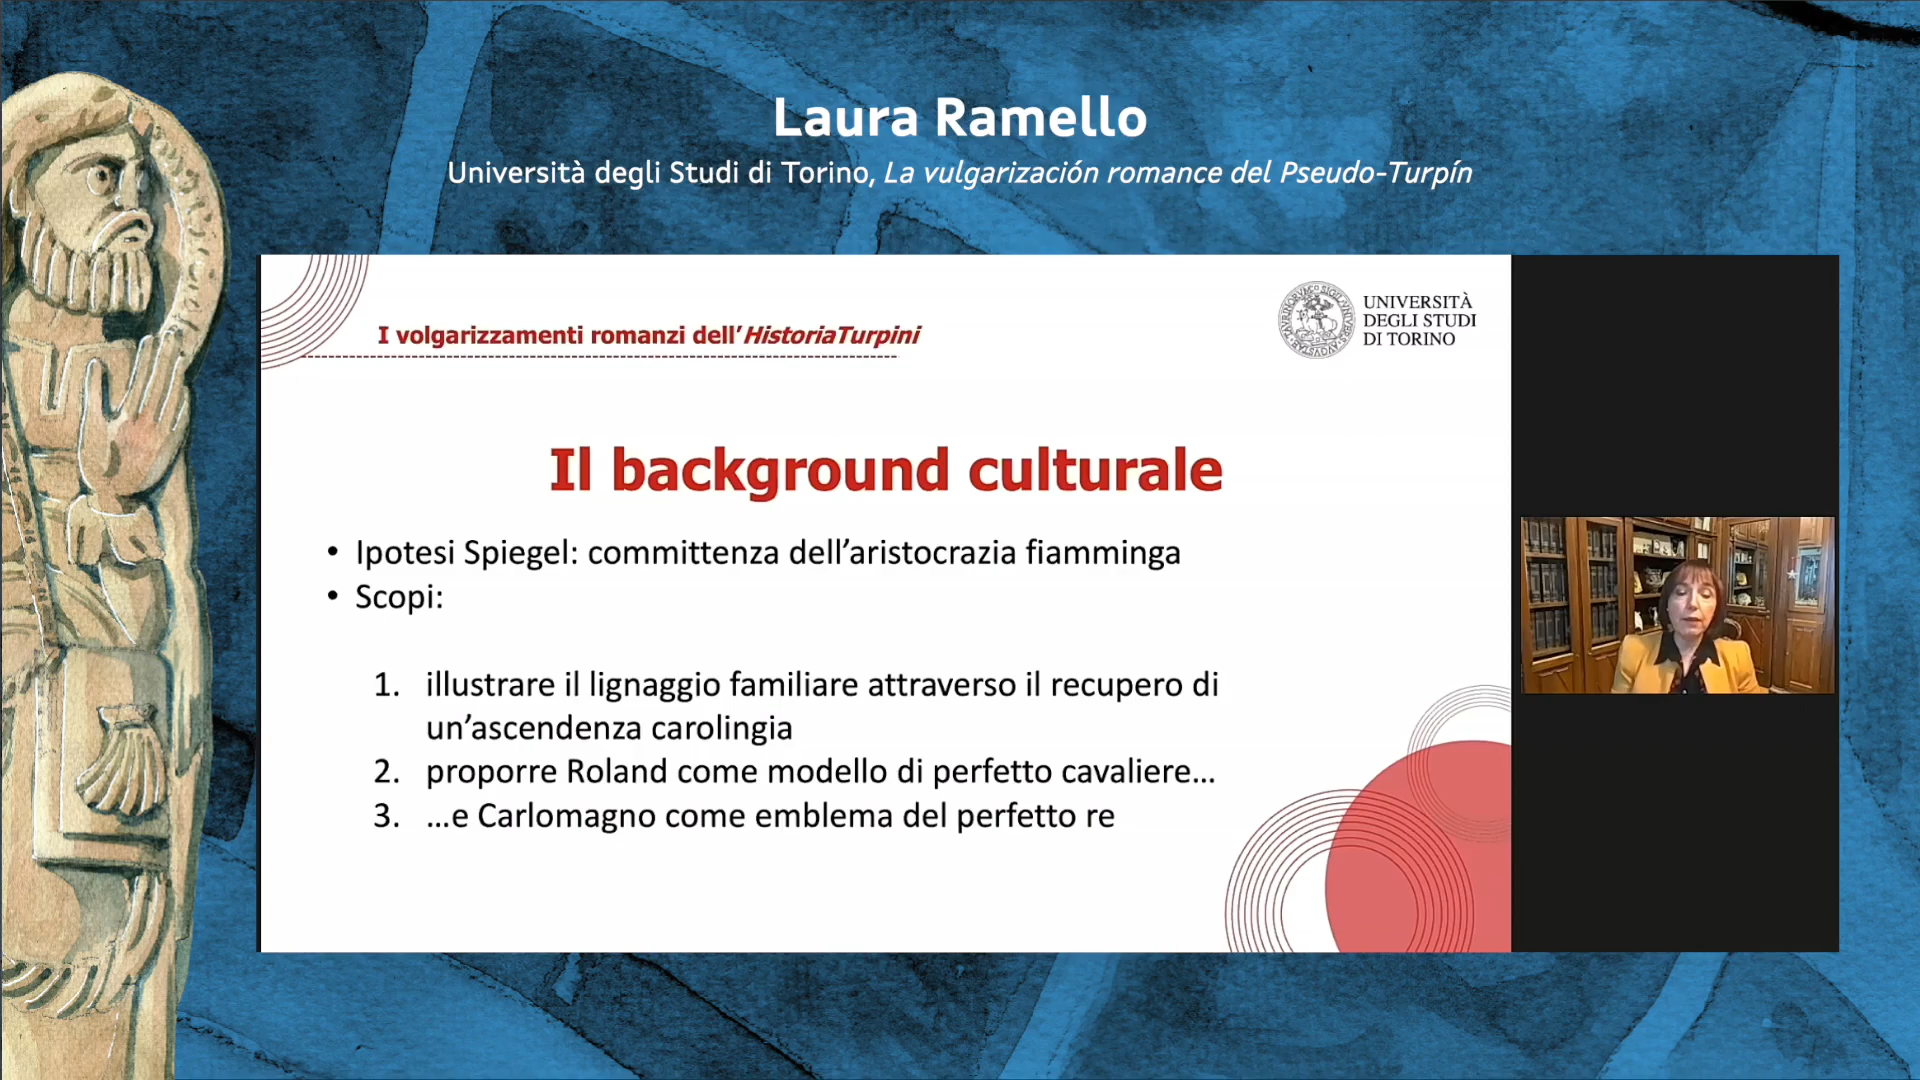 Laura Ramello
Università degli Studi di Torino, La vulgarización romance del Pseudo-Turpín
I volgarizzamenti romanzi dell'HistoriaTurpini
UNIVERSITÀ
DEGLI STUDI
DI TORINO
Il background culturale
• Ipotesi Spiegel: committenza dell’aristocrazia fiamminga
• Scopi:
1. illustrare il lignaggio familiare attraverso il recupero di
un’ascendenza carolingia
2. proporre Roland come modello di perfetto cavaliere…
3. …e Carlomagno come emblema del perfetto re